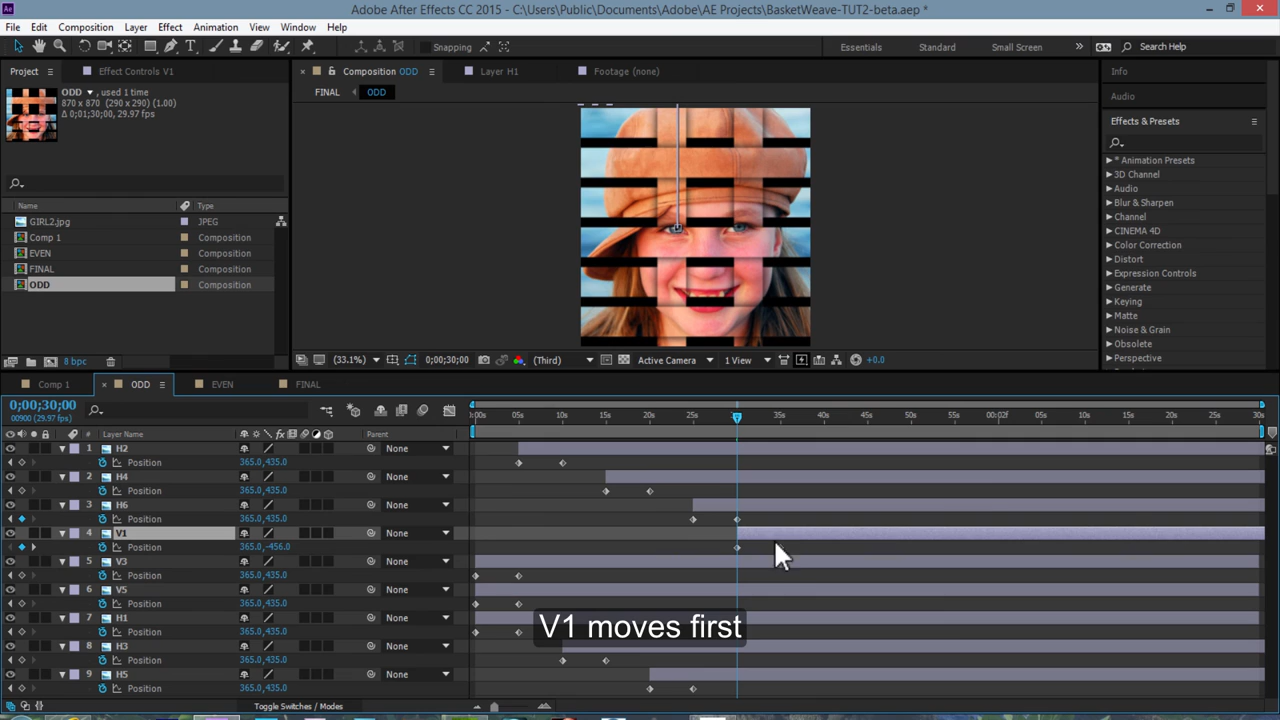 Adobe After Effects CC 2015 - C:\Users\Public\Documents\Adobe\AE Projects\BasketWeave-TUT2-beta.aep *
File Edit Composition Layer Effect Animation View Window Help
Snapping
Essentials Standard Small Screen Search Help
Project Effect Controls V1
Composition ODD Layer H1 Footage (none)
FINAL ODD
ODD , used 1 time
870 x 870 (290 x 290) (1.00)
Δ 0;01;30;00, 29.97 fps
Name Type
GIRL2.jpg JPEG
Comp 1 Composition
EVEN Composition
FINAL Composition
ODD Composition
8 bpc
(33.1%) 0;00;30;00 (Third) Active Camera 1 View +0.0
Info
Audio
Effects & Presets
* Animation Presets
3D Channel
Audio
Blur & Sharpen
Channel
CINEMA 4D
Color Correction
Distort
Expression Controls
Generate
Keying
Matte
Noise & Grain
Obsolete
Perspective
Comp 1 ODD EVEN FINAL
0;00;30;00
00900 (29.97 fps)
05s 10s 15s 20s 25s 35s 40s 45s 50s 55s 00:02f 05s 10s 15s 20s 25s 30s
# Layer Name Parent
1 H2 None
Position 365.0,435.0
2 H4 None
Position 365.0,435.0
3 H6 None
Position 365.0,435.0
4 V1 None
Position 365.0,-456.0
5 V3 None
Position 365.0,435.0
6 V5 None
Position 365.0,435.0
7 H1 None
Position 365.0,435.0
8 H3 None
Position 365.0,435.0
9 H5 None
Position 365.0,435.0
V1 moves first
Toggle Switches / Modes